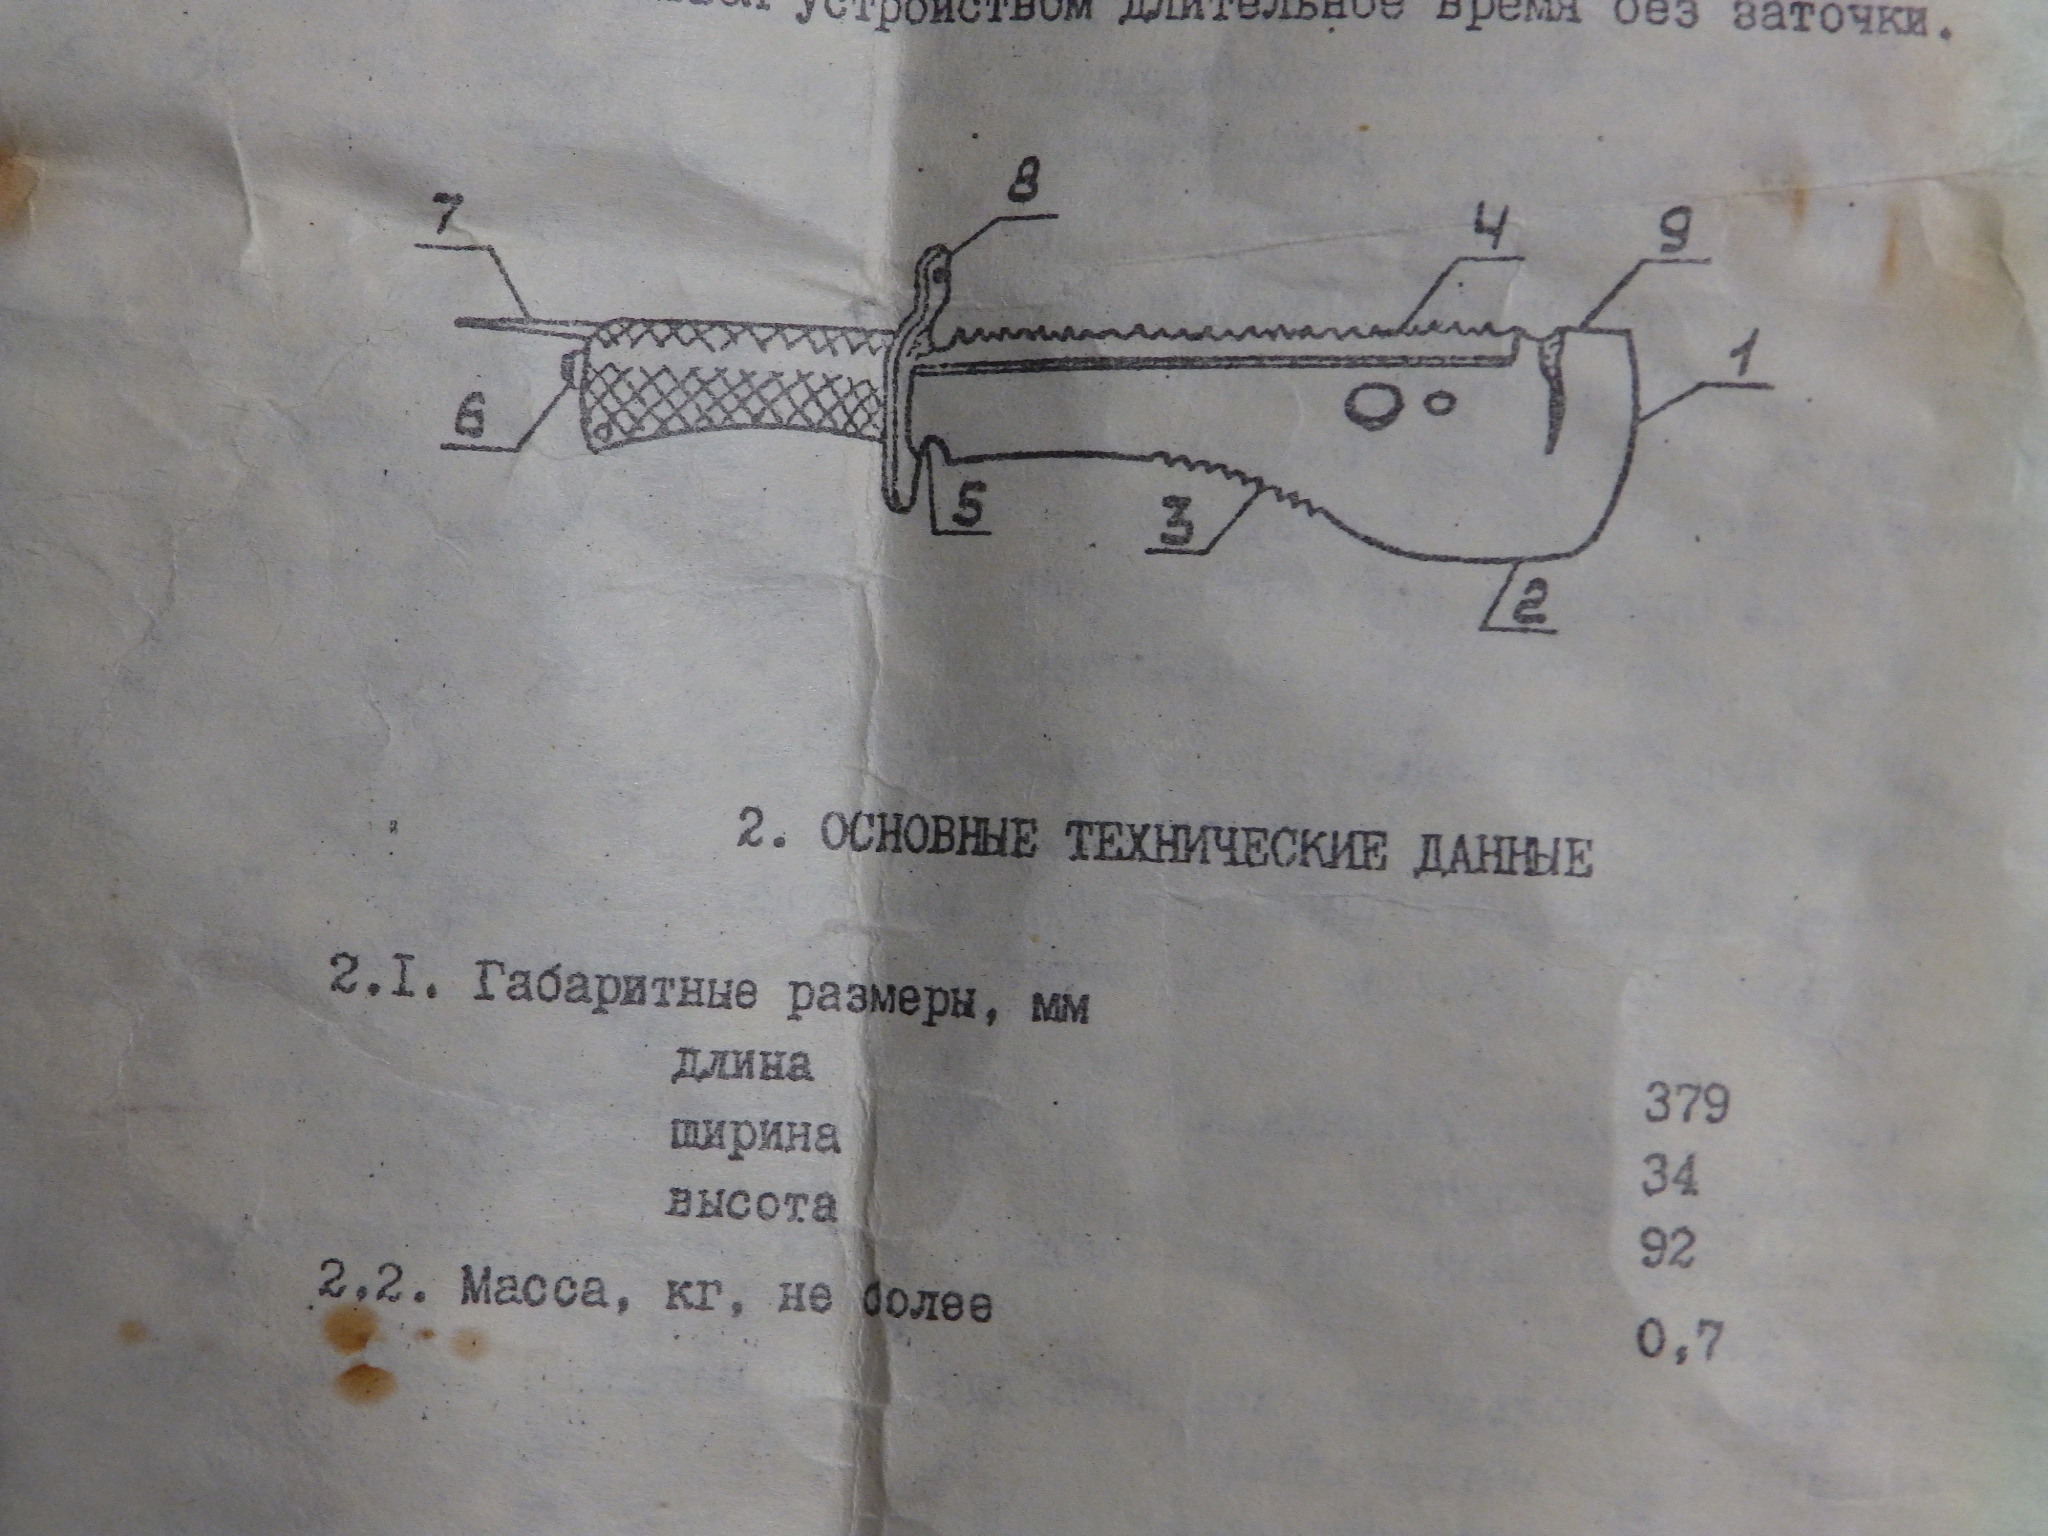 устройством длительное время без заточки.
7
8
4
9
1
6
5
3
2
2. ОСНОВНЫЕ ТЕХНИЧЕСКИЕ ДАННЫЕ
2.I. Габаритные размеры, мм
длина 379
ширина 34
высота 92
2.2. Масса, кг, не более 0,7